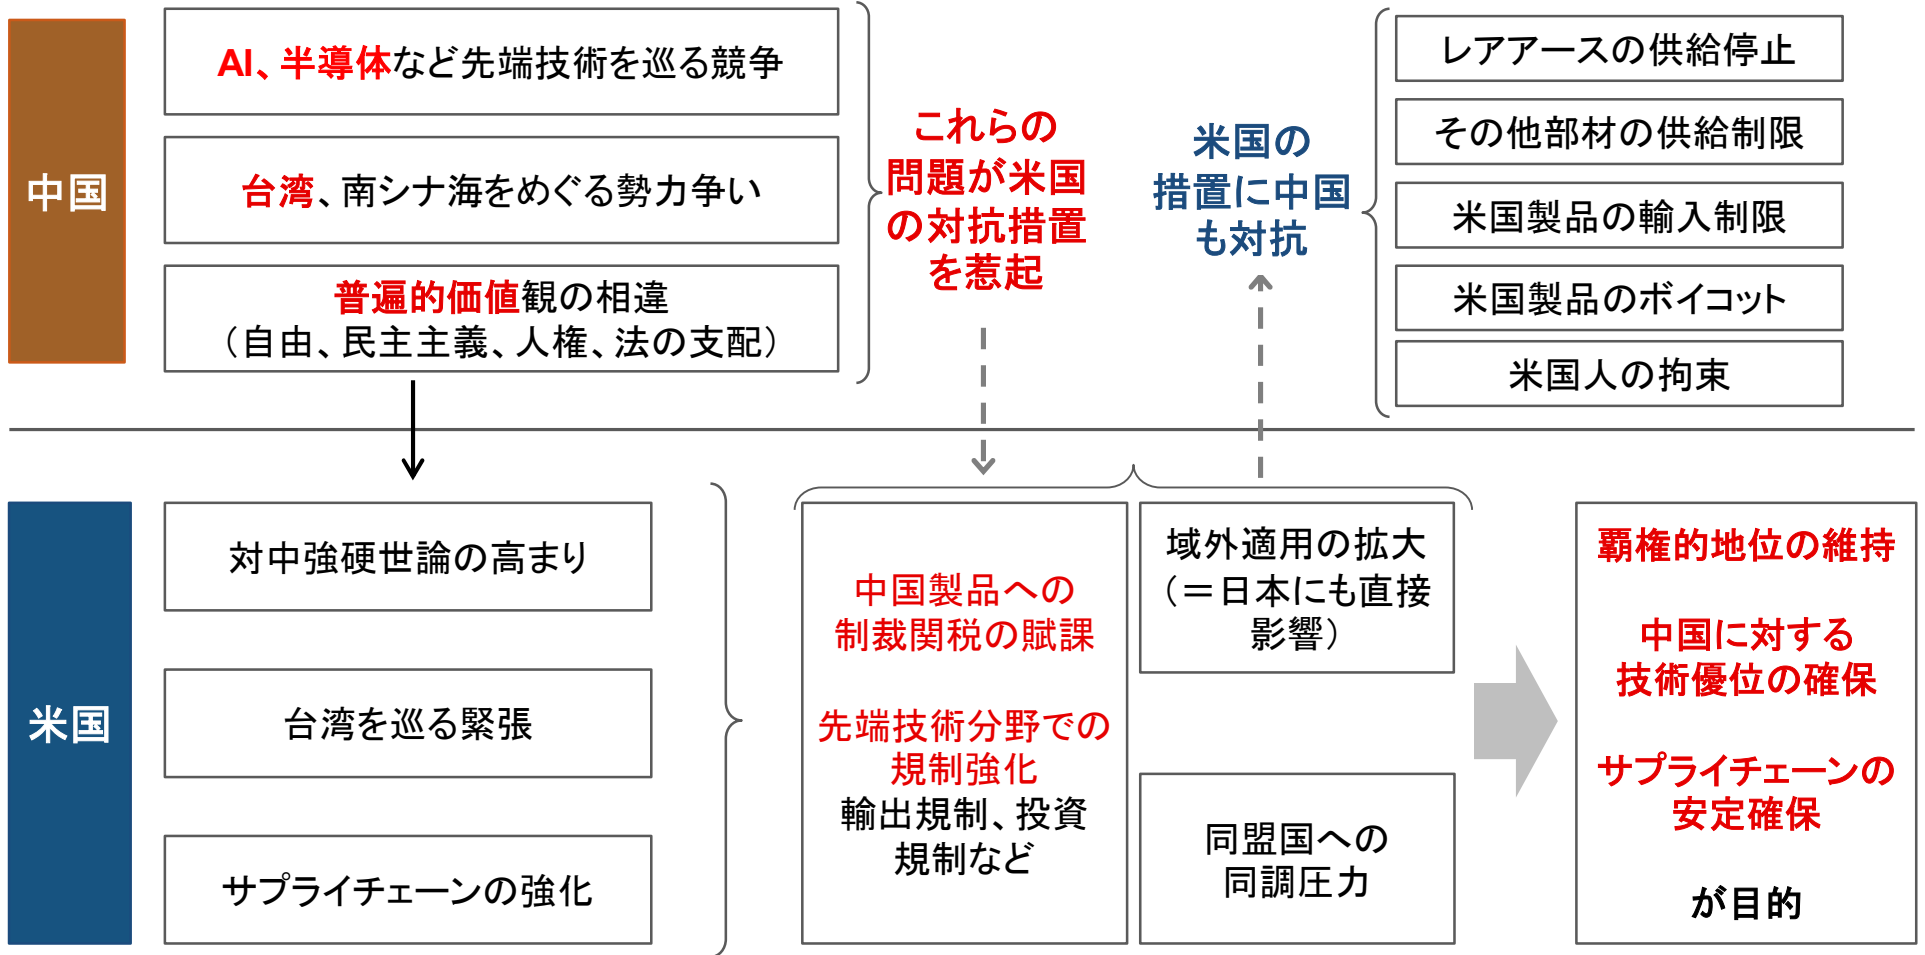 中国
AI、半導体など先端技術を巡る競争
台湾、南シナ海をめぐる勢力争い
普遍的価値観の相違
（自由、民主主義、人権、法の支配）
これらの
問題が米国
の対抗措置
を惹起
米国の
措置に中国
も対抗
レアアースの供給停止
その他部材の供給制限
米国製品の輸入制限
米国製品のボイコット
米国人の拘束
米国
対中強硬世論の高まり
台湾を巡る緊張
サプライチェーンの強化
中国製品への
制裁関税の賦課
先端技術分野での
規制強化
輸出規制、投資
規制など
域外適用の拡大
（＝日本にも直接
影響）
同盟国への
同調圧力
覇権的地位の維持
中国に対する
技術優位の確保
サプライチェーンの
安定確保
が目的